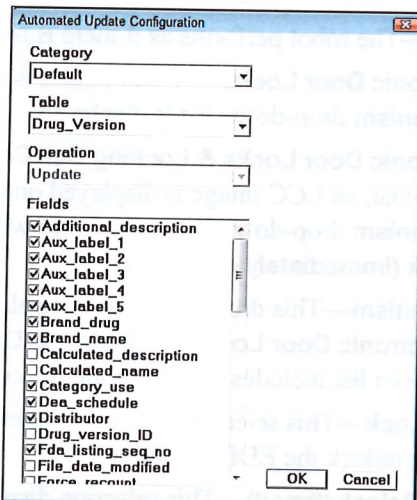 Automated Update Configuration
Category
Default
Table
Drug_Version
Operation
Update
Fields
Additional_description
Aux_label_1
Aux_label_2
Aux_label_3
Aux_label_4
Aux_label_5
Brand_drug
Brand_name
Calculated_description
Calculated_name
Category_use
Dea_schedule
Distributor
Drug_version_ID
Fda_listing_seq_no
File_date_modified
Force_recount
OK Cancel